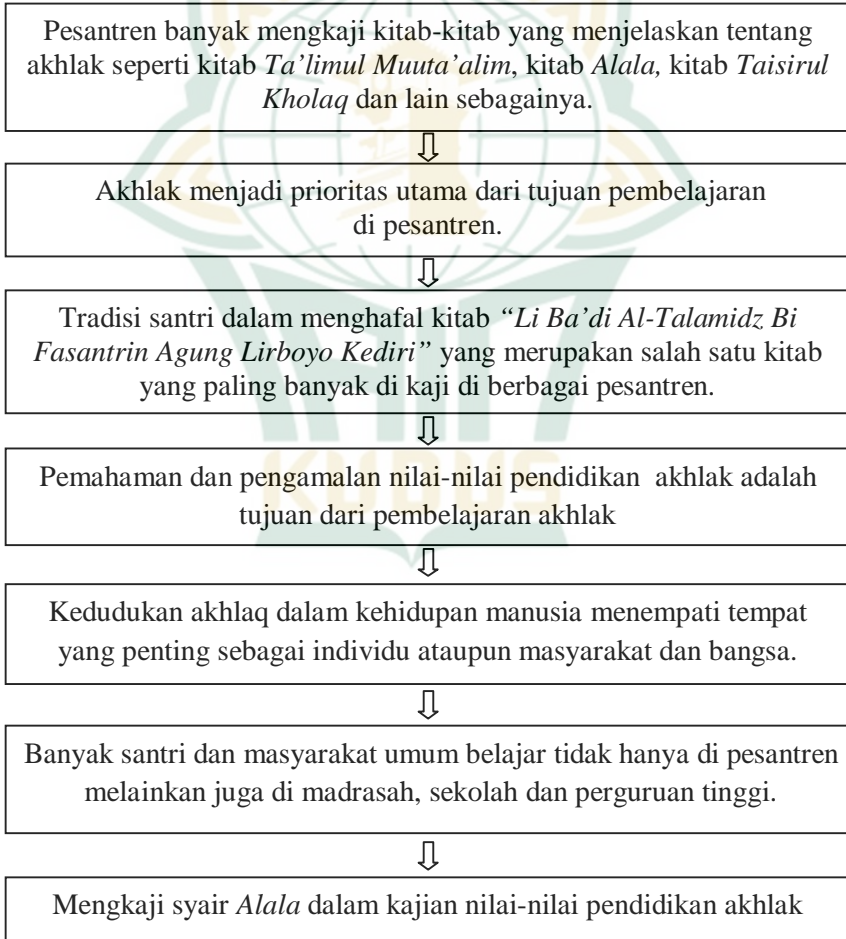 Pesantren banyak mengkaji kitab-kitab yang menjelaskan tentang
akhlak seperti kitab Ta’limul Muuta’alim, kitab Alala, kitab Taisirul
Kholaq dan lain sebagainya.
Akhlak menjadi prioritas utama dari tujuan pembelajaran
di pesantren.
Tradisi santri dalam menghafal kitab “Li Ba’di Al-Talamidz Bi
Fasantrin Agung Lirboyo Kediri” yang merupakan salah satu kitab
yang paling banyak di kaji di berbagai pesantren.
Pemahaman dan pengamalan nilai-nilai pendidikan akhlak adalah
tujuan dari pembelajaran akhlak
KUDUS
Kedudukan akhlaq dalam kehidupan manusia menempati tempat
yang penting sebagai individu ataupun masyarakat dan bangsa.
Banyak santri dan masyarakat umum belajar tidak hanya di pesantren
melainkan juga di madrasah, sekolah dan perguruan tinggi.
Mengkaji syair Alala dalam kajian nilai-nilai pendidikan akhlak